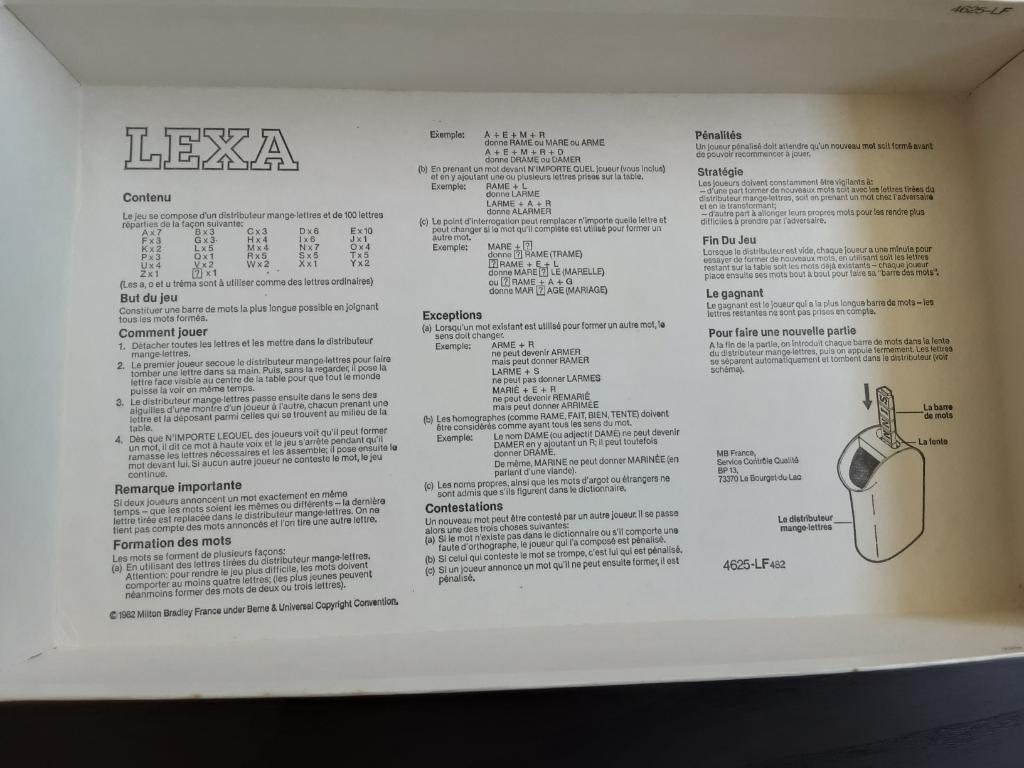 4625-LF
LEXA
Contenu
Le jeu se compose d'un distributeur mange-lettres et de 100 lettres
réparties de la façon suivante:
A x 7 B x 3 C x 3 D x 6 E x 10
F x 3 G x 3 H x 4 I x 6 J x 1
K x 2 L x 5 M x 4 N x 7 O x 4
P x 3 Q x 1 R x 5 S x 5 T x 5
U x 4 V x 2 W x 2 X x 1 Y x 2
Z x 1 ? x 1
(Les a, o et u tréma sont à utiliser comme des lettres ordinaires)
But du jeu
Constituer une barre de mots la plus longue possible en joignant
tous les mots formés.
Comment jouer
1. Détacher toutes les lettres et les mettre dans le distributeur
mange-lettres.
2. Le premier joueur secoue le distributeur mange-lettres pour faire
tomber une lettre dans sa main. Puis, sans la regarder, il pose la
lettre face visible au centre de la table pour que tout le monde
puisse la voir en même temps.
3. Le distributeur mange-lettres passe ensuite dans le sens des
aiguilles d'une montre d'un joueur à l'autre, chacun prenant une
lettre et la déposant parmi celles qui se trouvent au milieu de la
table.
4. Dès que N'IMPORTE LEQUEL des joueurs voit qu'il peut former
un mot, il dit ce mot à haute voix et le jeu s'arrête pendant qu'il
ramasse les lettres nécessaires et les assemble; il pose ensuite le
mot devant lui. Si aucun autre joueur ne conteste le mot, le jeu
continue.
Remarque importante
Si deux joueurs annoncent un mot exactement en même
temps – que les mots soient les mêmes ou différents – la dernière
lettre tirée est replacée dans le distributeur mange-lettres. On ne
tient pas compte des mots annoncés et l'on tire une autre lettre.
Formation des mots
Les mots se forment de plusieurs façons:
(a) En utilisant des lettres tirées du distributeur mange-lettres.
Attention: pour rendre le jeu plus difficile, les mots doivent
comporter au moins quatre lettres; (les plus jeunes peuvent
néanmoins former des mots de deux ou trois lettres).
© 1982 Milton Bradley France under Berne & Universal Copyright Convention.
Exemple: A + E + M + R
donne RAME ou MARE ou ARME
A + E + M + R + D
donne DRAME ou DAMER
(b) En prenant un mot devant N'IMPORTE QUEL joueur (vous inclus)
et en y ajoutant une ou plusieurs lettres prises sur la table.
Exemple: RAME + L
donne LARME
LARME + A + R
donne ALARMER
(c) Le point d'interrogation peut remplacer n'importe quelle lettre et
peut changer si le mot qu'il complète est utilisé pour former un
autre mot.
Exemple: MARE + ?
donne ? RAME (TRAME)
? RAME + E + L
donne MARE ? LE (MARELLE)
ou ? RAME + A + G
donne MAR ? AGE (MARIAGE)
Exceptions
(a) Lorsqu'un mot existant est utilisé pour former un autre mot, le
sens doit changer.
Exemple: ARME + R
ne peut devenir ARMER
mais peut donner RAMER
LARME + S
ne peut pas donner LARMES
MARIE + E + R
ne peut devenir REMARIÉ
mais peut donner ARRIMÉE
(b) Les homographes (comme RAME, FAIT, BIEN, TENTE) doivent
être considérés comme ayant tous les sens du mot.
Exemple: Le nom DAME (ou adjectif DAMÉ) ne peut devenir
DAMER en y ajoutant un R; il peut toutefois
donner DRAME.
De même, MARINE ne peut donner MARINÉE (en
parlant d'une viande).
(c) Les noms propres, ainsi que les mots d'argot ou étrangers ne
sont admis que s'ils figurent dans le dictionnaire.
Contestations
Un nouveau mot peut être contesté par un autre joueur. Il se passe
alors une des trois choses suivantes:
(a) Si le mot n'existe pas dans le dictionnaire ou s'il comporte une
faute d'orthographe, le joueur qui l'a composé est pénalisé.
(b) Si celui qui conteste le mot se trompe, c'est lui qui est pénalisé.
(c) Si un joueur annonce un mot qu'il ne peut ensuite former, il est
pénalisé.
Pénalités
Un joueur pénalisé doit attendre qu'un nouveau mot soit formé avant
de pouvoir recommencer à jouer.
Stratégie
Les joueurs doivent constamment être vigilants à:
– d'une part former de nouveaux mots soit avec les lettres tirées du
distributeur mange-lettres, soit en prenant un mot chez l'adversaire
et en le transformant;
– d'autre part à allonger leurs propres mots pour les rendre plus
difficiles à prendre par l'adversaire.
Fin Du Jeu
Lorsque le distributeur est vide, chaque joueur a une minute pour
essayer de former de nouveaux mots, en utilisant soit les lettres
restant sur la table soit les mots déjà existants – chaque joueur
place ensuite ses mots bout à bout pour faire sa "barre des mots".
Le gagnant
Le gagnant est le joueur qui a la plus longue barre de mots – les
lettres restantes ne sont pas prises en compte.
Pour faire une nouvelle partie
A la fin de la partie, on introduit chaque barre de mots dans la fente
du distributeur mange-lettres, puis on appuie fermement. Les lettres
se séparent automatiquement et tombent dans le distributeur (voir
schéma).
La barre
de mots
La fente
MB France,
Service Contrôle Qualité
BP 13,
73370 Le Bourget-du-Lac
Le distributeur
mange-lettres
4625-LF482